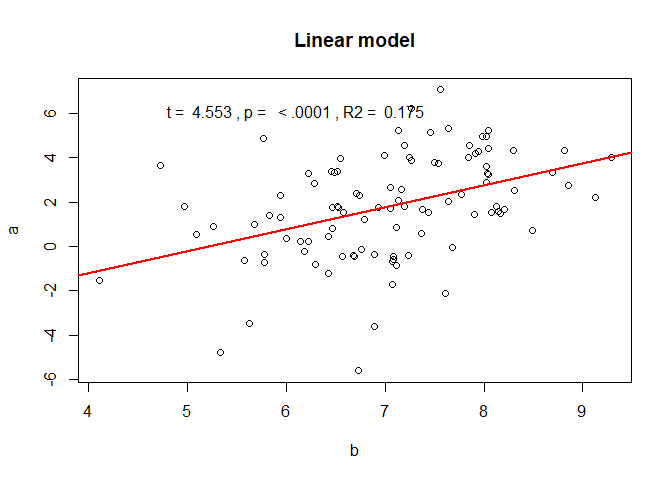 Linear model
t = 4.553 , p = < .0001 , R2 = 0.175
a
6
4
2
0
-2
-4
-6
4 5 6 7 8 9
b